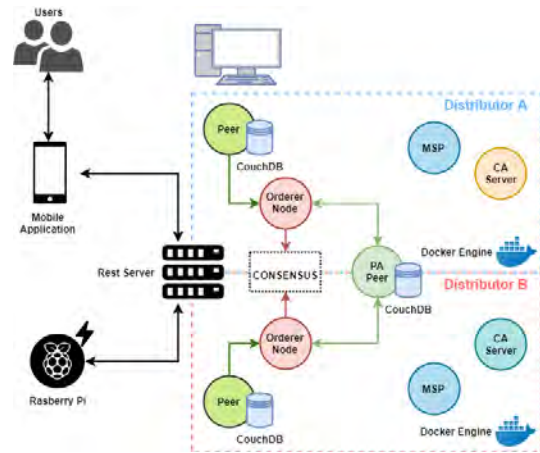 Users
Distributor A
Peer
MSP
CouchDB
CA
Server
Orderer
Node
Mobile
Application
Docker Engine
Rest Server
CONSENSUS
PA
Peer
Distributor B
CouchDB
Orderer
Node
CA
Server
Rasberry Pi
Peer
MSP
CouchDB
Docker Engine